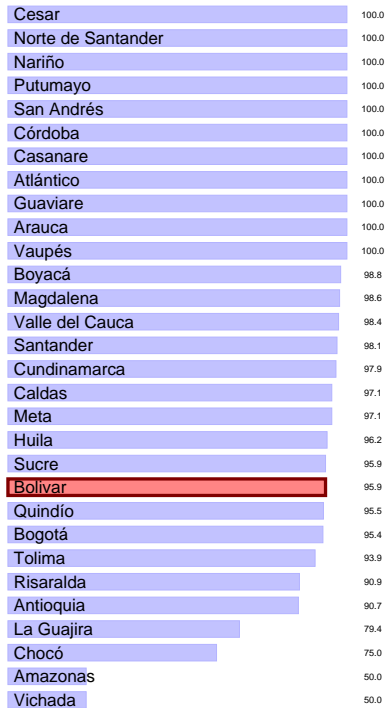 Cesar 100.0
Norte de Santander 100.0
Nariño 100.0
Putumayo 100.0
San Andrés 100.0
Córdoba 100.0
Casanare 100.0
Atlántico 100.0
Guaviare 100.0
Arauca 100.0
Vaupés 100.0
Boyacá 98.8
Magdalena 98.6
Valle del Cauca 98.4
Santander 98.1
Cundinamarca 97.9
Caldas 97.1
Meta 97.1
Huila 96.2
Sucre 95.9
Bolivar 95.9
Quindío 95.5
Bogotá 95.4
Tolima 93.9
Risaralda 90.9
Antioquia 90.7
La Guajira 79.4
Chocó 75.0
Amazonas 50.0
Vichada 50.0